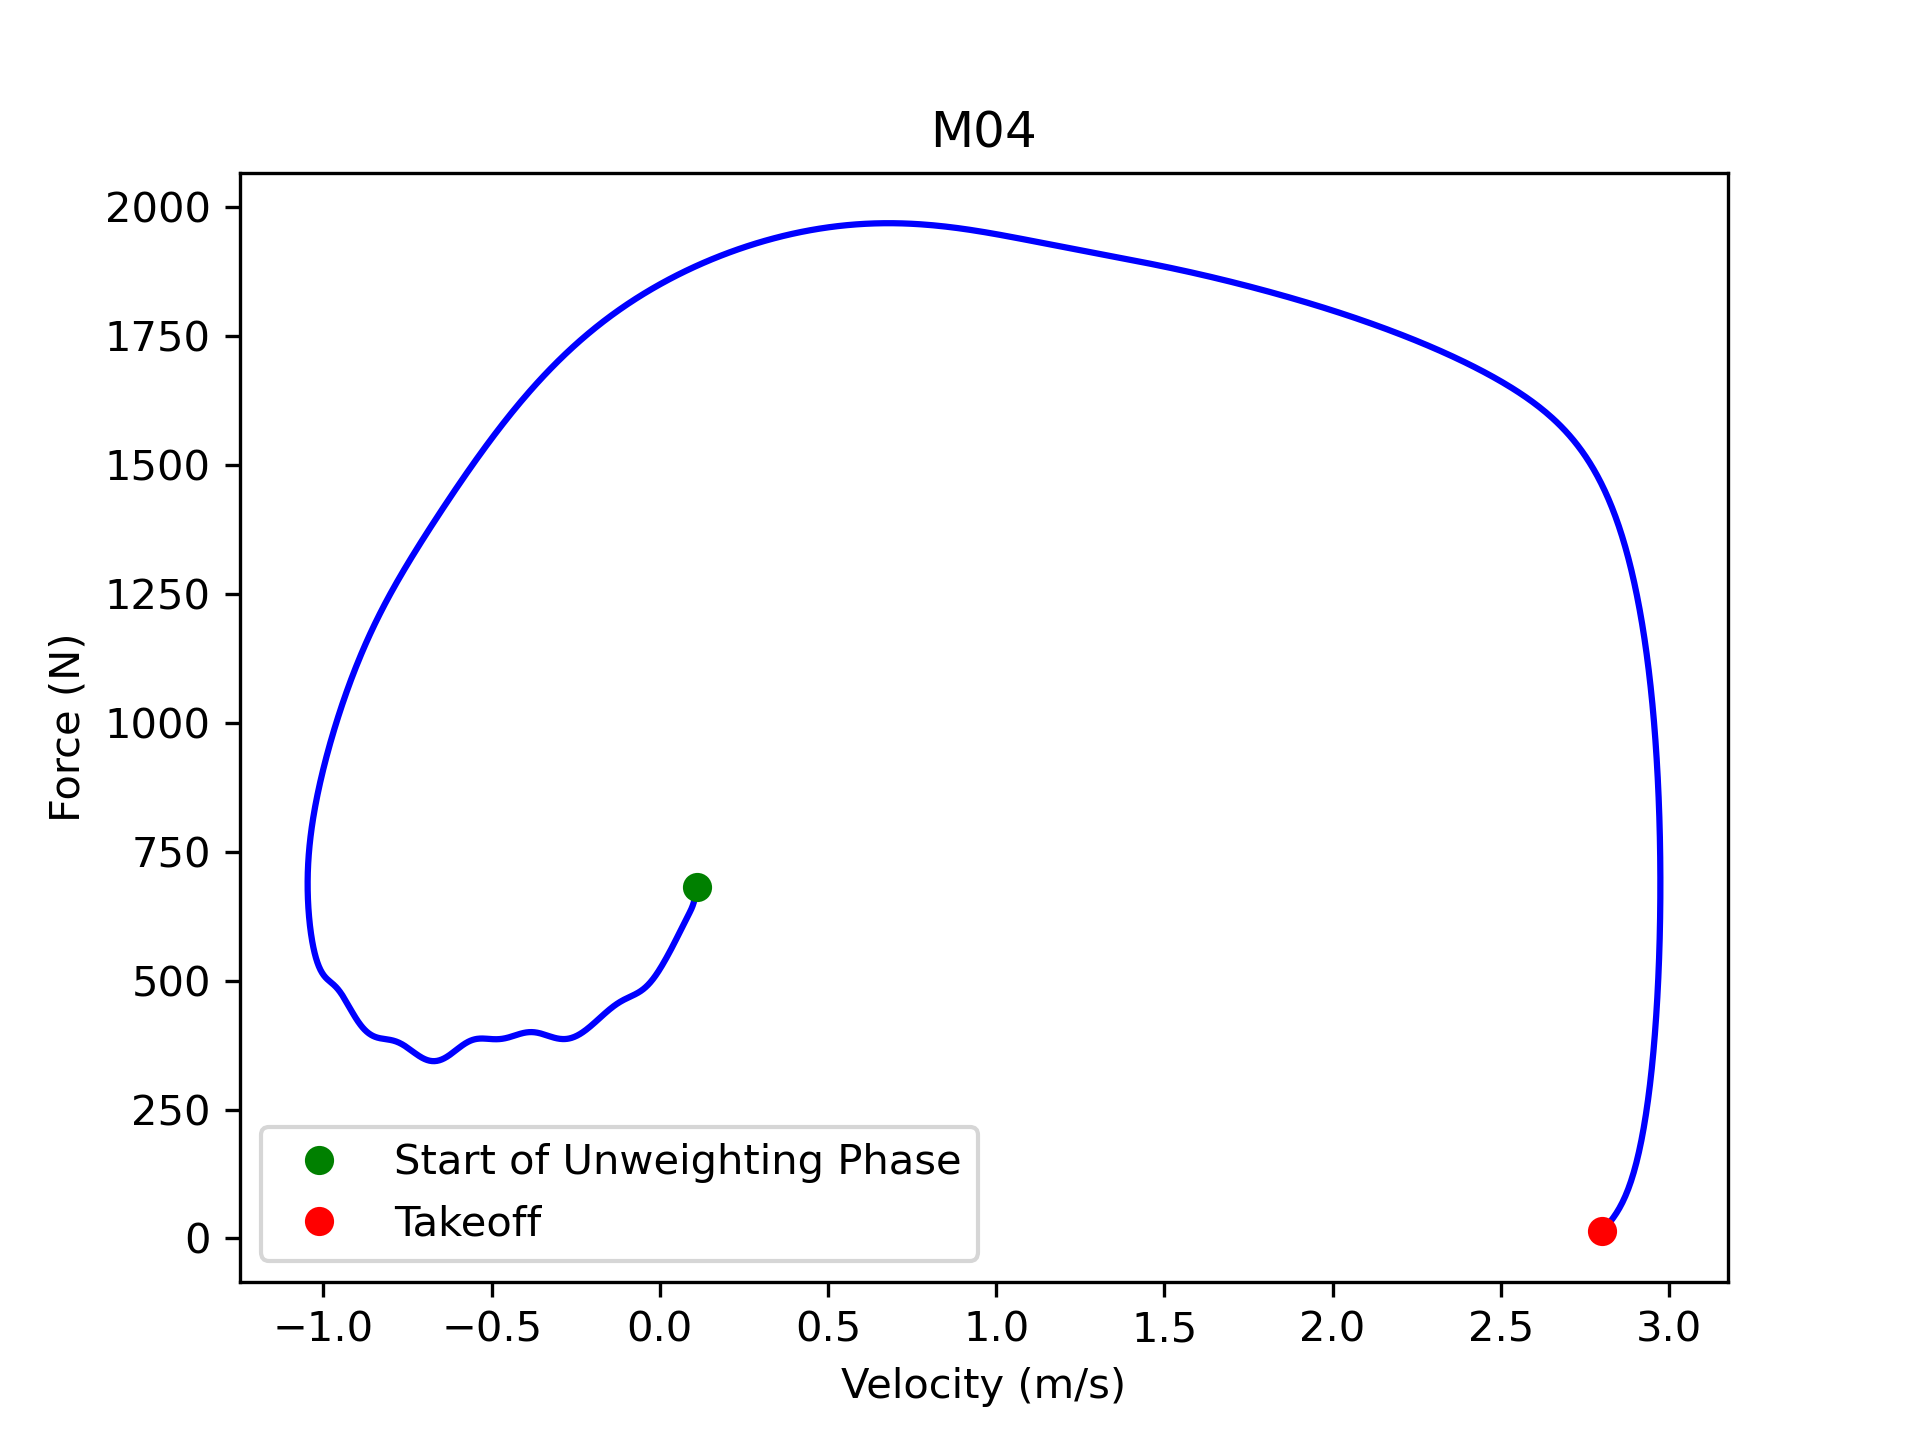 M04
2000
1750
1500
1250
1000
750
500
250
0
Force (N)
Start of Unweighting Phase
Takeoff
−1.0 −0.5 0.0 0.5 1.0 1.5 2.0 2.5 3.0
Velocity (m/s)